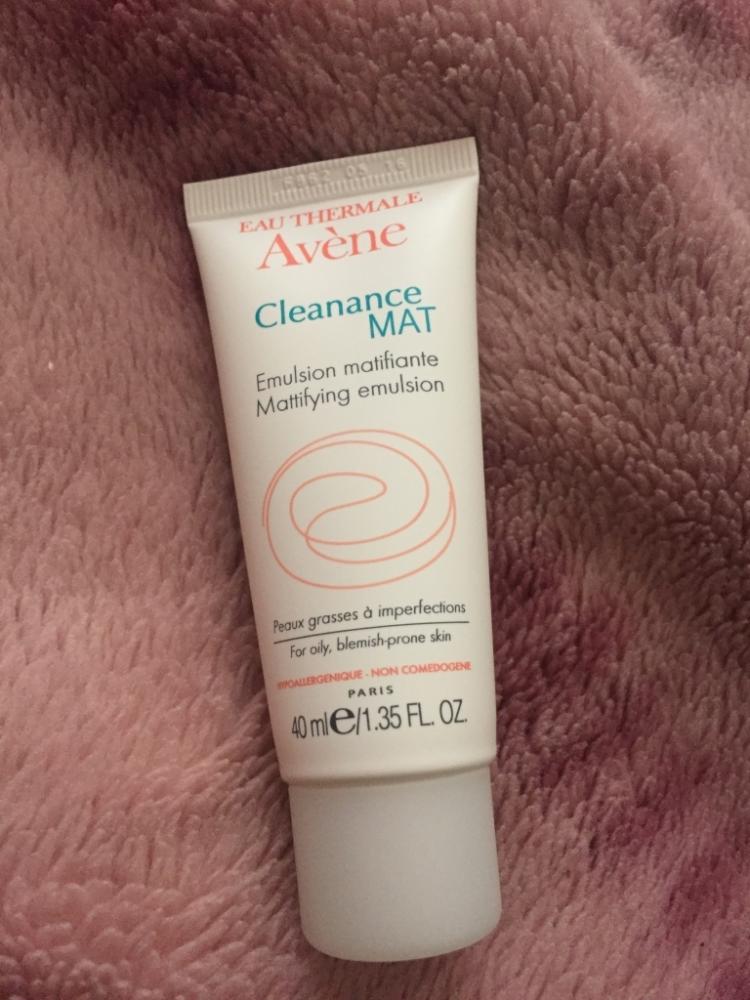 EAU THERMALE
Avène
Cleanance
MAT
Emulsion matifiante
Mattifying emulsion
Peaux grasses à imperfections
For oily, blemish-prone skin
HYPOALLERGENIQUE - NON COMEDOGENE
PARIS
40 ml e/1.35 FL. OZ.